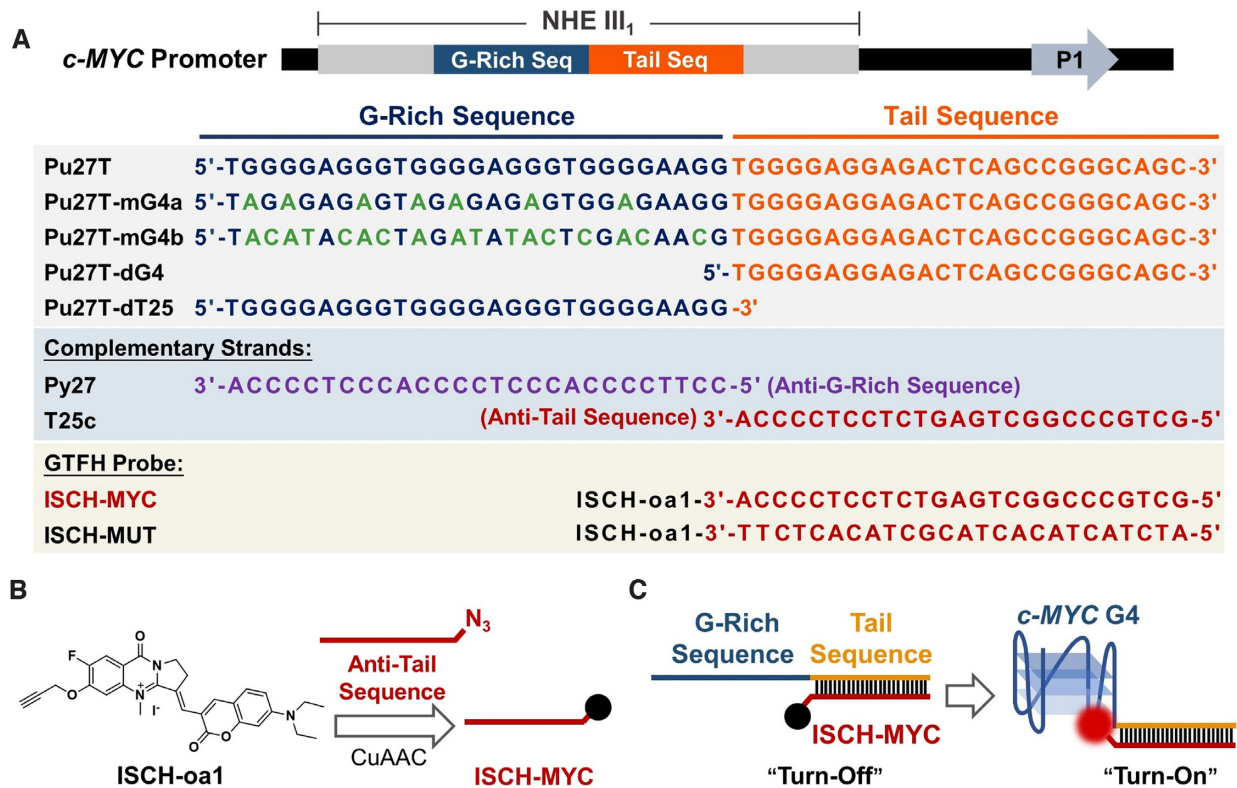 A
NHE III1
c-MYC Promoter
G-Rich Seq
Tail Seq
P1
G-Rich Sequence
Tail Sequence
Pu27T 5'-TGGGGAGGGTGGGGAGGGTGGGGAAGGTGGGGAGGAGACTCAGCCGGGCAGC-3'
Pu27T-mG4a 5'-TAGAGAGAGTAGAGAGAGTGGAGAAGGTGGGGAGGAGACTCAGCCGGGCAGC-3'
Pu27T-mG4b 5'-TACATACACTAGATATACTCGACAACGTGGGGAGGAGACTCAGCCGGGCAGC-3'
Pu27T-dG4 5'-TGGGGAGGAGACTCAGCCGGGCAGC-3'
Pu27T-dT25 5'-TGGGGAGGGTGGGGAGGGTGGGGAAGG-3'
Complementary Strands:
Py27 3'-ACCCCTCCCACCCCTCCCACCCCTTCC-5' (Anti-G-Rich Sequence)
T25c (Anti-Tail Sequence) 3'-ACCCCTCCTCTGAGTCGGCCCGTCG-5'
GTFH Probe:
ISCH-MYC ISCH-oa1-3'-ACCCCTCCTCTGAGTCGGCCCGTCG-5'
ISCH-MUT ISCH-oa1-3'-TTCTCACATCGCATCACATCATCTA-5'
B
O
F
N
O
N+
I
I-
O
O
N
ISCH-oa1
N3
Anti-Tail
Sequence
CuAAC
ISCH-MYC
C
G-Rich
Sequence
Tail
Sequence
ISCH-MYC
"Turn-Off"
c-MYC G4
"Turn-On"